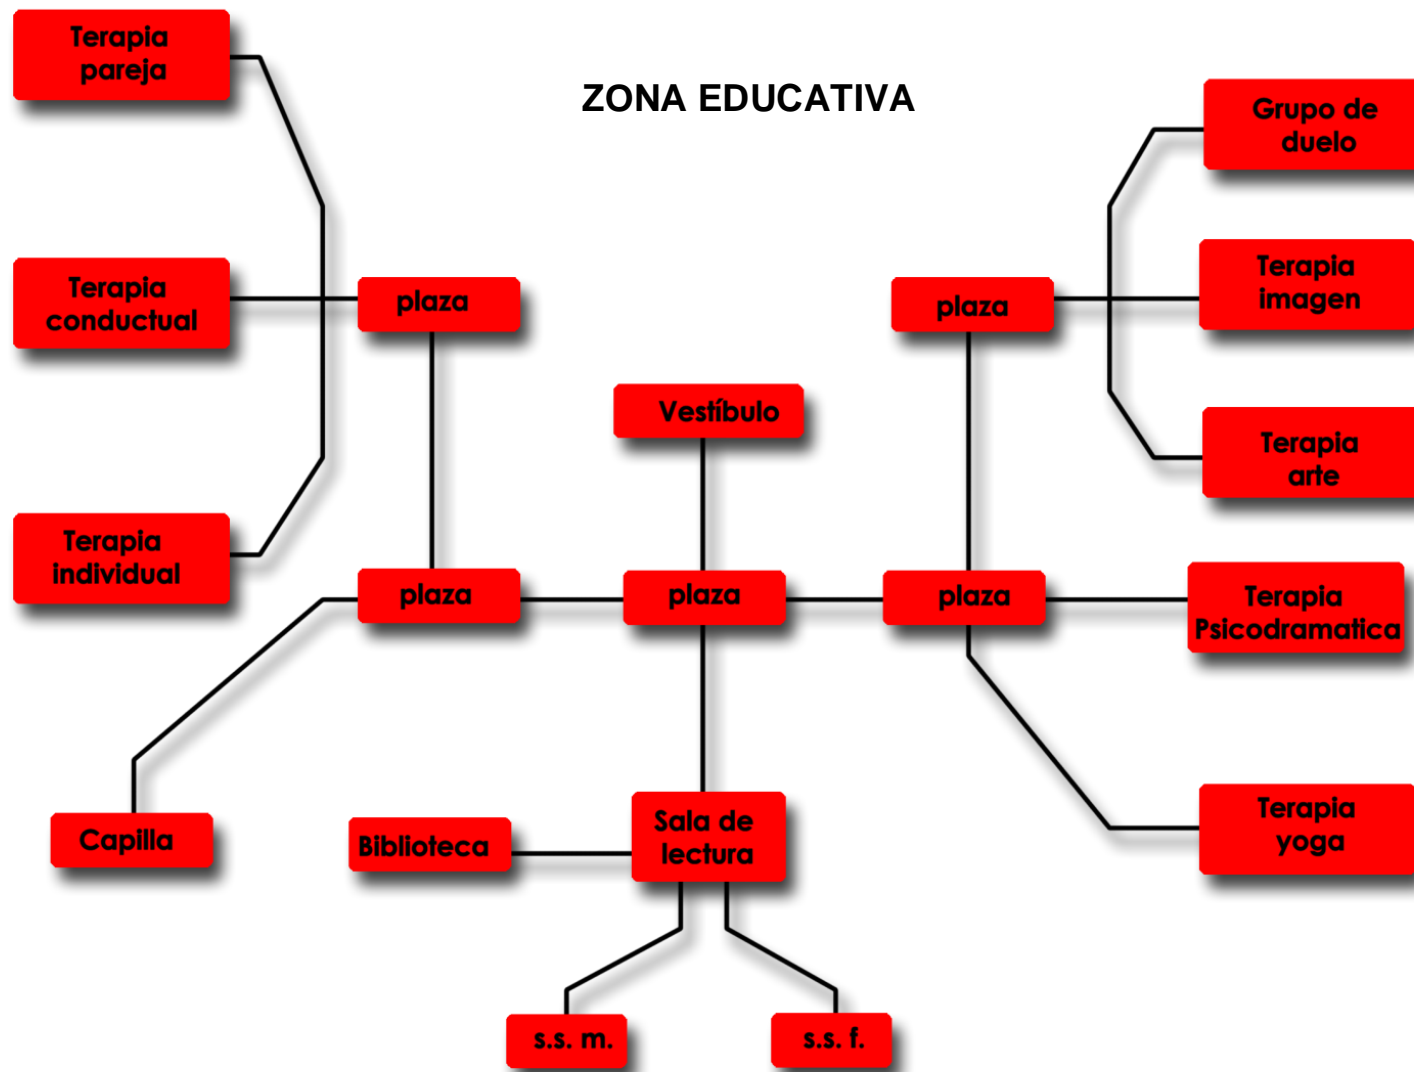 Terapia
pareja
ZONA EDUCATIVA
Grupo de
duelo
Terapia
conductual
plaza
plaza
Terapia
imagen
Vestíbulo
Terapia
arte
Terapia
individual
plaza
plaza
plaza
Terapia
Psicodramatica
Capilla
Biblioteca
Sala de
lectura
Terapia
yoga
s.s. m.
s.s. f.